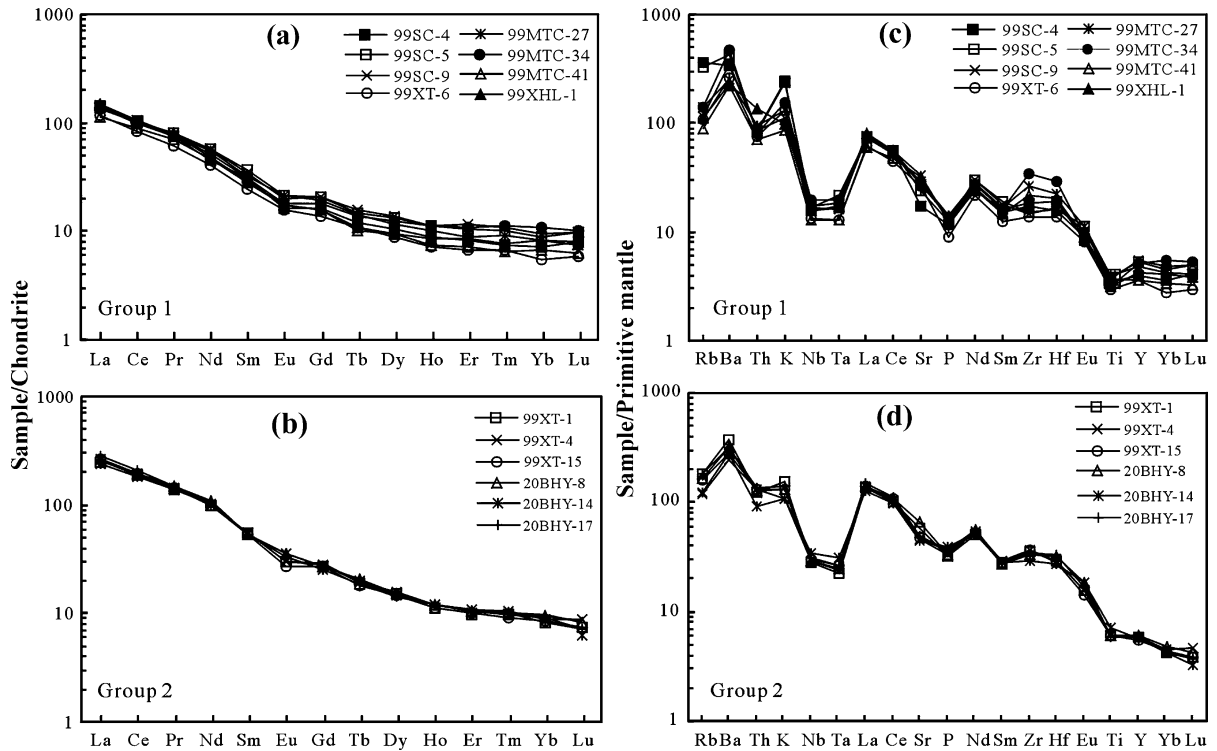 Sample/Chondrite
Sample/Primitive mantle
(a)
1000
100
10
1
99SC-4
99SC-5
99SC-9
99XT-6
99MTC-27
99MTC-34
99MTC-41
99XHL-1
Group 1
La Ce Pr Nd Sm Eu Gd Tb Dy Ho Er Tm Yb Lu
(c)
1000
100
10
1
99SC-4
99SC-5
99SC-9
99XT-6
99MTC-27
99MTC-34
99MTC-41
99XHL-1
Group 1
Rb Ba Th K Nb Ta La Ce Sr P Nd Sm Zr Hf Eu Ti Y Yb Lu
(b)
1000
100
10
1
99XT-1
99XT-4
99XT-15
20BHY-8
20BHY-14
20BHY-17
Group 2
La Ce Pr Nd Sm Eu Gd Tb Dy Ho Er Tm Yb Lu
(d)
1000
100
10
1
99XT-1
99XT-4
99XT-15
20BHY-8
20BHY-14
20BHY-17
Group 2
Rb Ba Th K Nb Ta La Ce Sr P Nd Sm Zr Hf Eu Ti Y Yb Lu